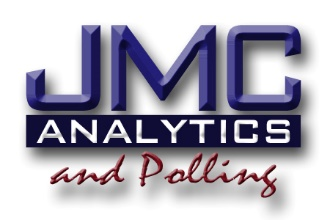 JMC
ANALYTICS
and Polling